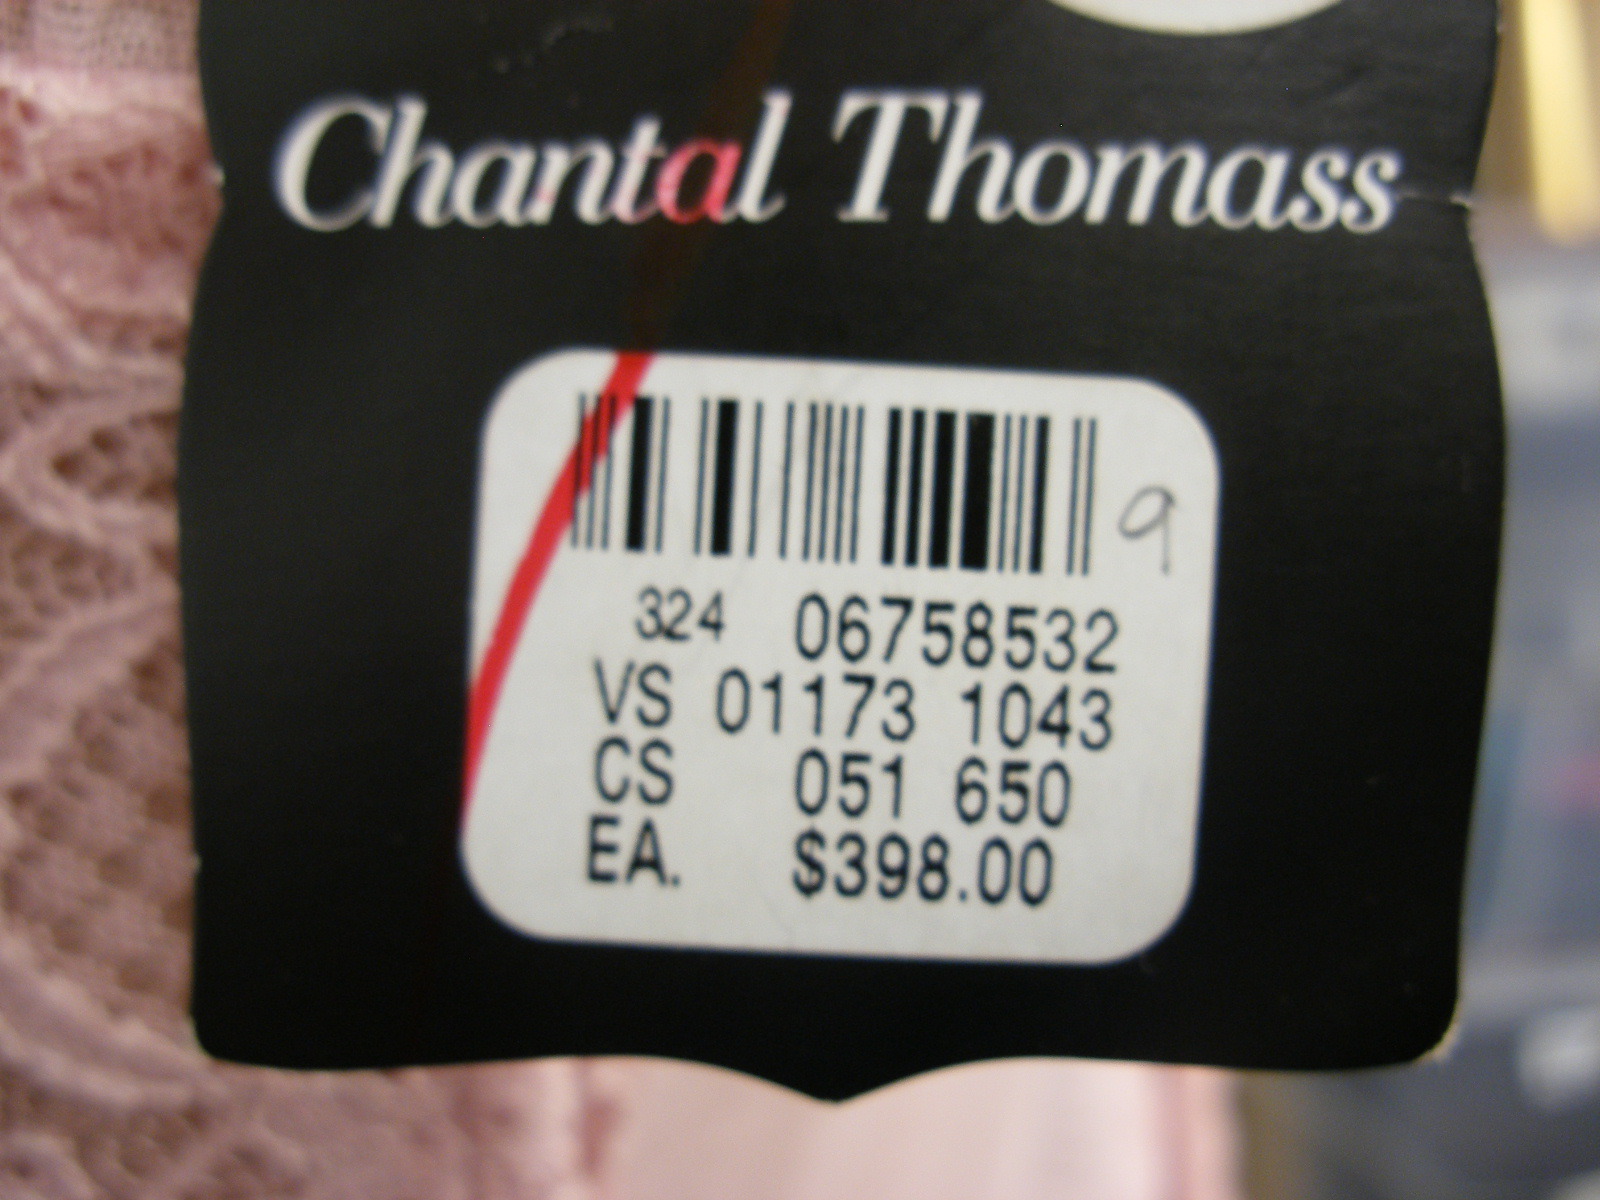 Chantal Thomass
9
324 06758532
VS 01173 1043
CS 051 650
EA. $398.00